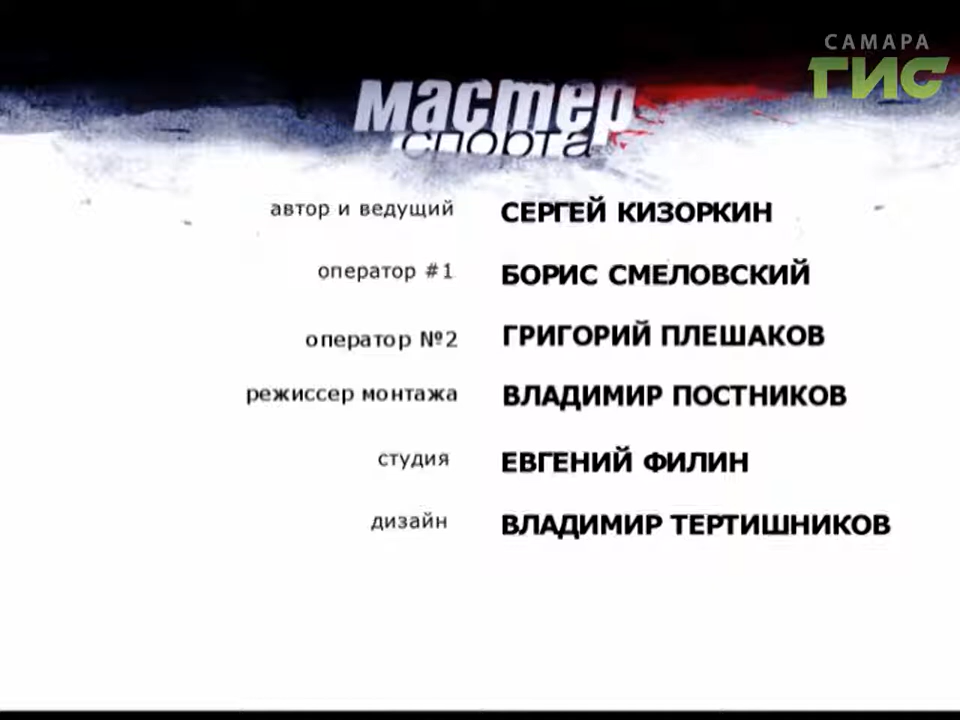 САМАРА
ГИС
мастер
спорта
автор и ведущий СЕРГЕЙ КИЗОРКИН
оператор #1 БОРИС СМЕЛОВСКИЙ
оператор №2 ГРИГОРИЙ ПЛЕШАКОВ
режиссер монтажа ВЛАДИМИР ПОСТНИКОВ
студия ЕВГЕНИЙ ФИЛИН
дизайн ВЛАДИМИР ТЕРТИШНИКОВ